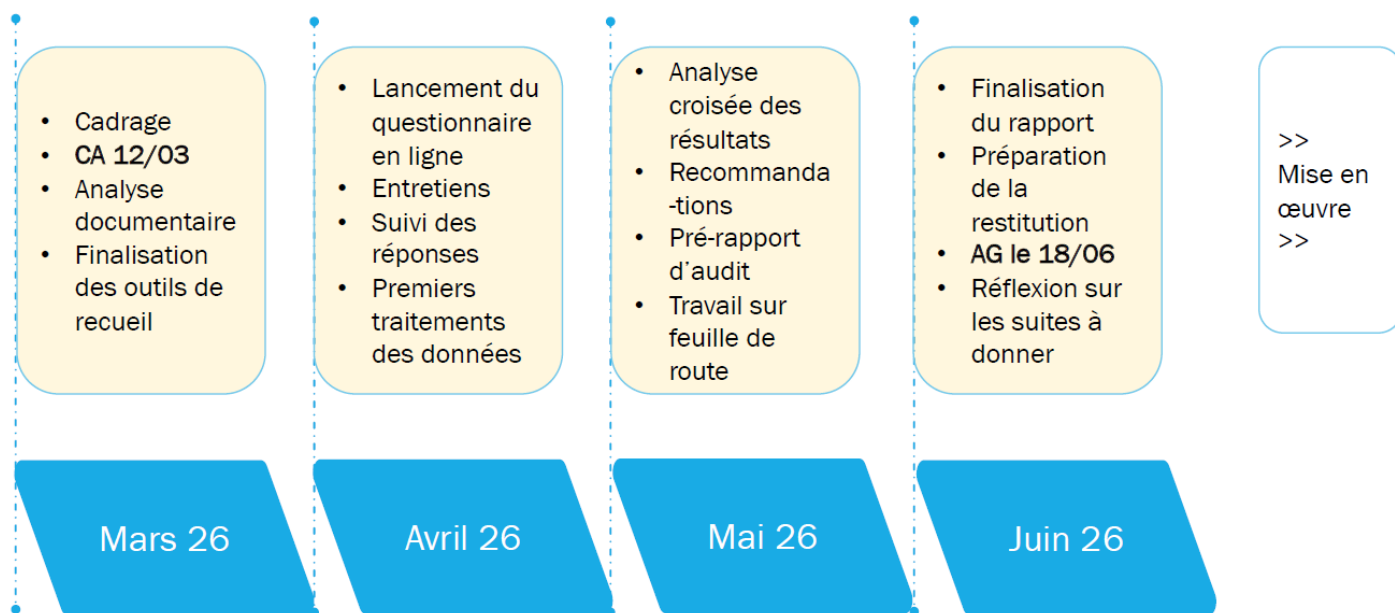 • Cadrage
• CA 12/03
• Analyse
documentaire
• Finalisation
des outils de
recueil
• Lancement du
questionnaire
en ligne
• Entretiens
• Suivi des
réponses
• Premiers
traitements
des données
• Analyse
croisée des
résultats
• Recommanda
-tions
• Pré-rapport
d’audit
• Travail sur
feuille de
route
• Finalisation
du rapport
• Préparation
de la
restitution
• AG le 18/06
• Réflexion sur
les suites à
donner
>>
Mise en
œuvre
>>
Mars 26
Avril 26
Mai 26
Juin 26